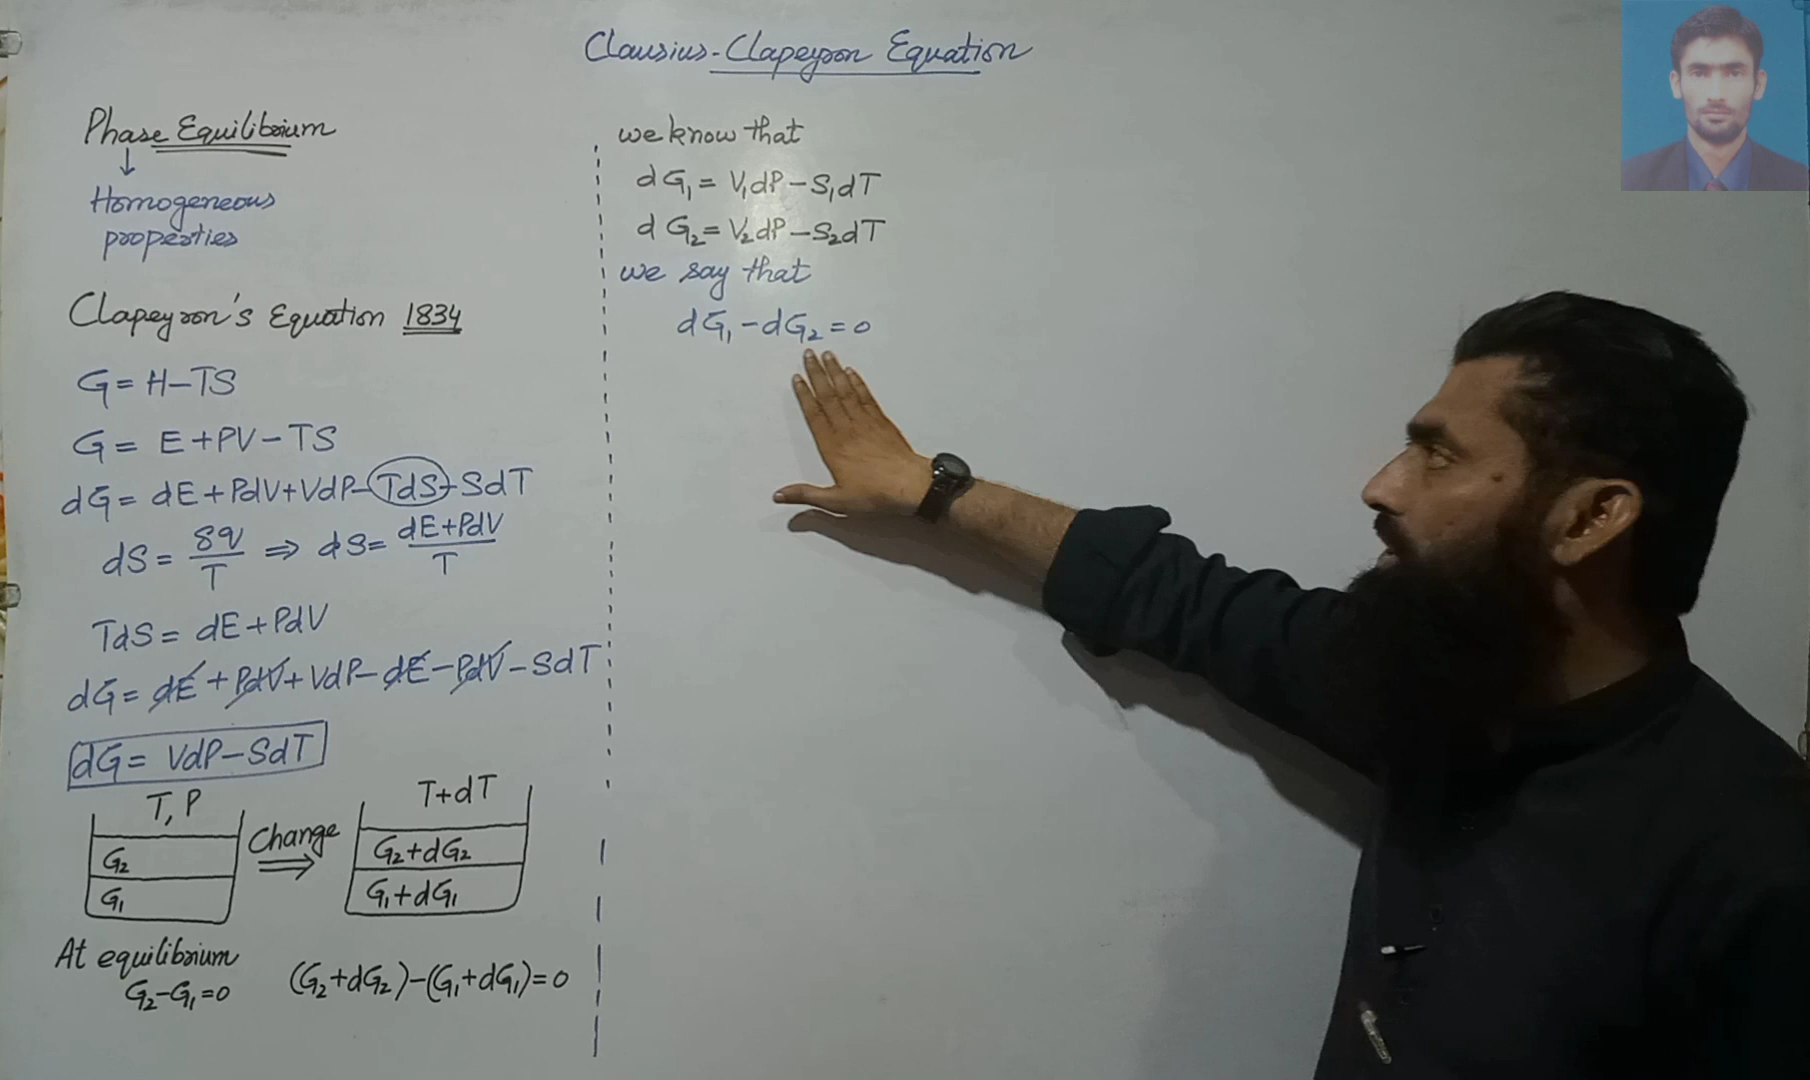 Clausius-Clapeyron Equation
Phase Equilibrium
↓
Homogeneous
properties
Clapeyron's Equation 1834
G = H-TS
G = E+PV-TS
dG = dE+PdV+VdP-TdS-SdT
dS = δq/T ⇒ dS = dE+PdV/T
TdS = dE+PdV
dG = dE+PdV+VdP-dE-PdV-SdT
dG = VdP-SdT
T, P
G₂
G₁
Change
⇒
T+dT
G₂+dG₂
G₁+dG₁
At equilibrium
G₂-G₁=0
(G₂+dG₂)-(G₁+dG₁)=0
we know that
dG₁ = V₁dP-S₁dT
dG₂ = V₂dP-S₂dT
we say that
dG₁-dG₂=0